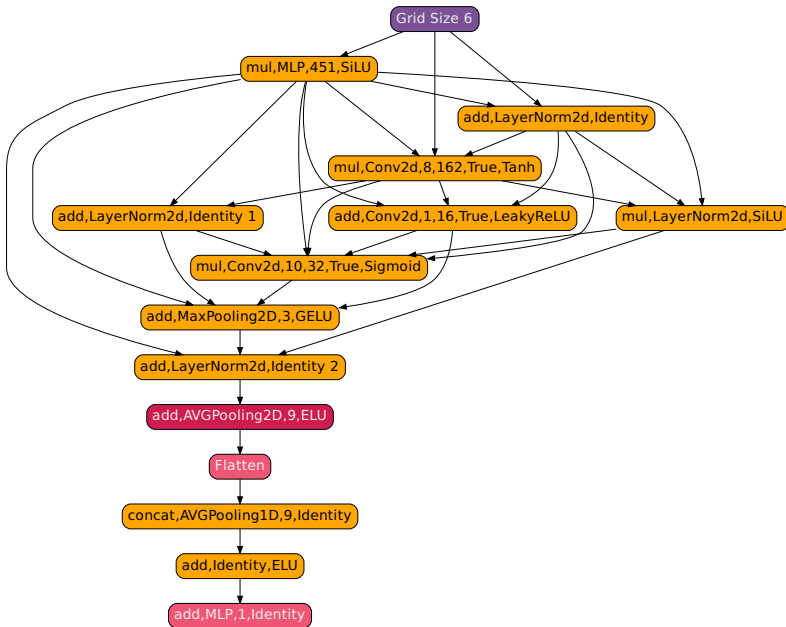 Grid Size 6
mul,MLP,451,SiLU
add,LayerNorm2d,Identity
mul,Conv2d,8,162,True,Tanh
add,LayerNorm2d,Identity 1
add,Conv2d,1,16,True,LeakyReLU
mul,LayerNorm2d,SiLU
mul,Conv2d,10,32,True,Sigmoid
add,MaxPooling2D,3,GELU
add,LayerNorm2d,Identity 2
add,AVGPooling2D,9,ELU
Flatten
concat,AVGPooling1D,9,Identity
add,Identity,ELU
add,MLP,1,Identity